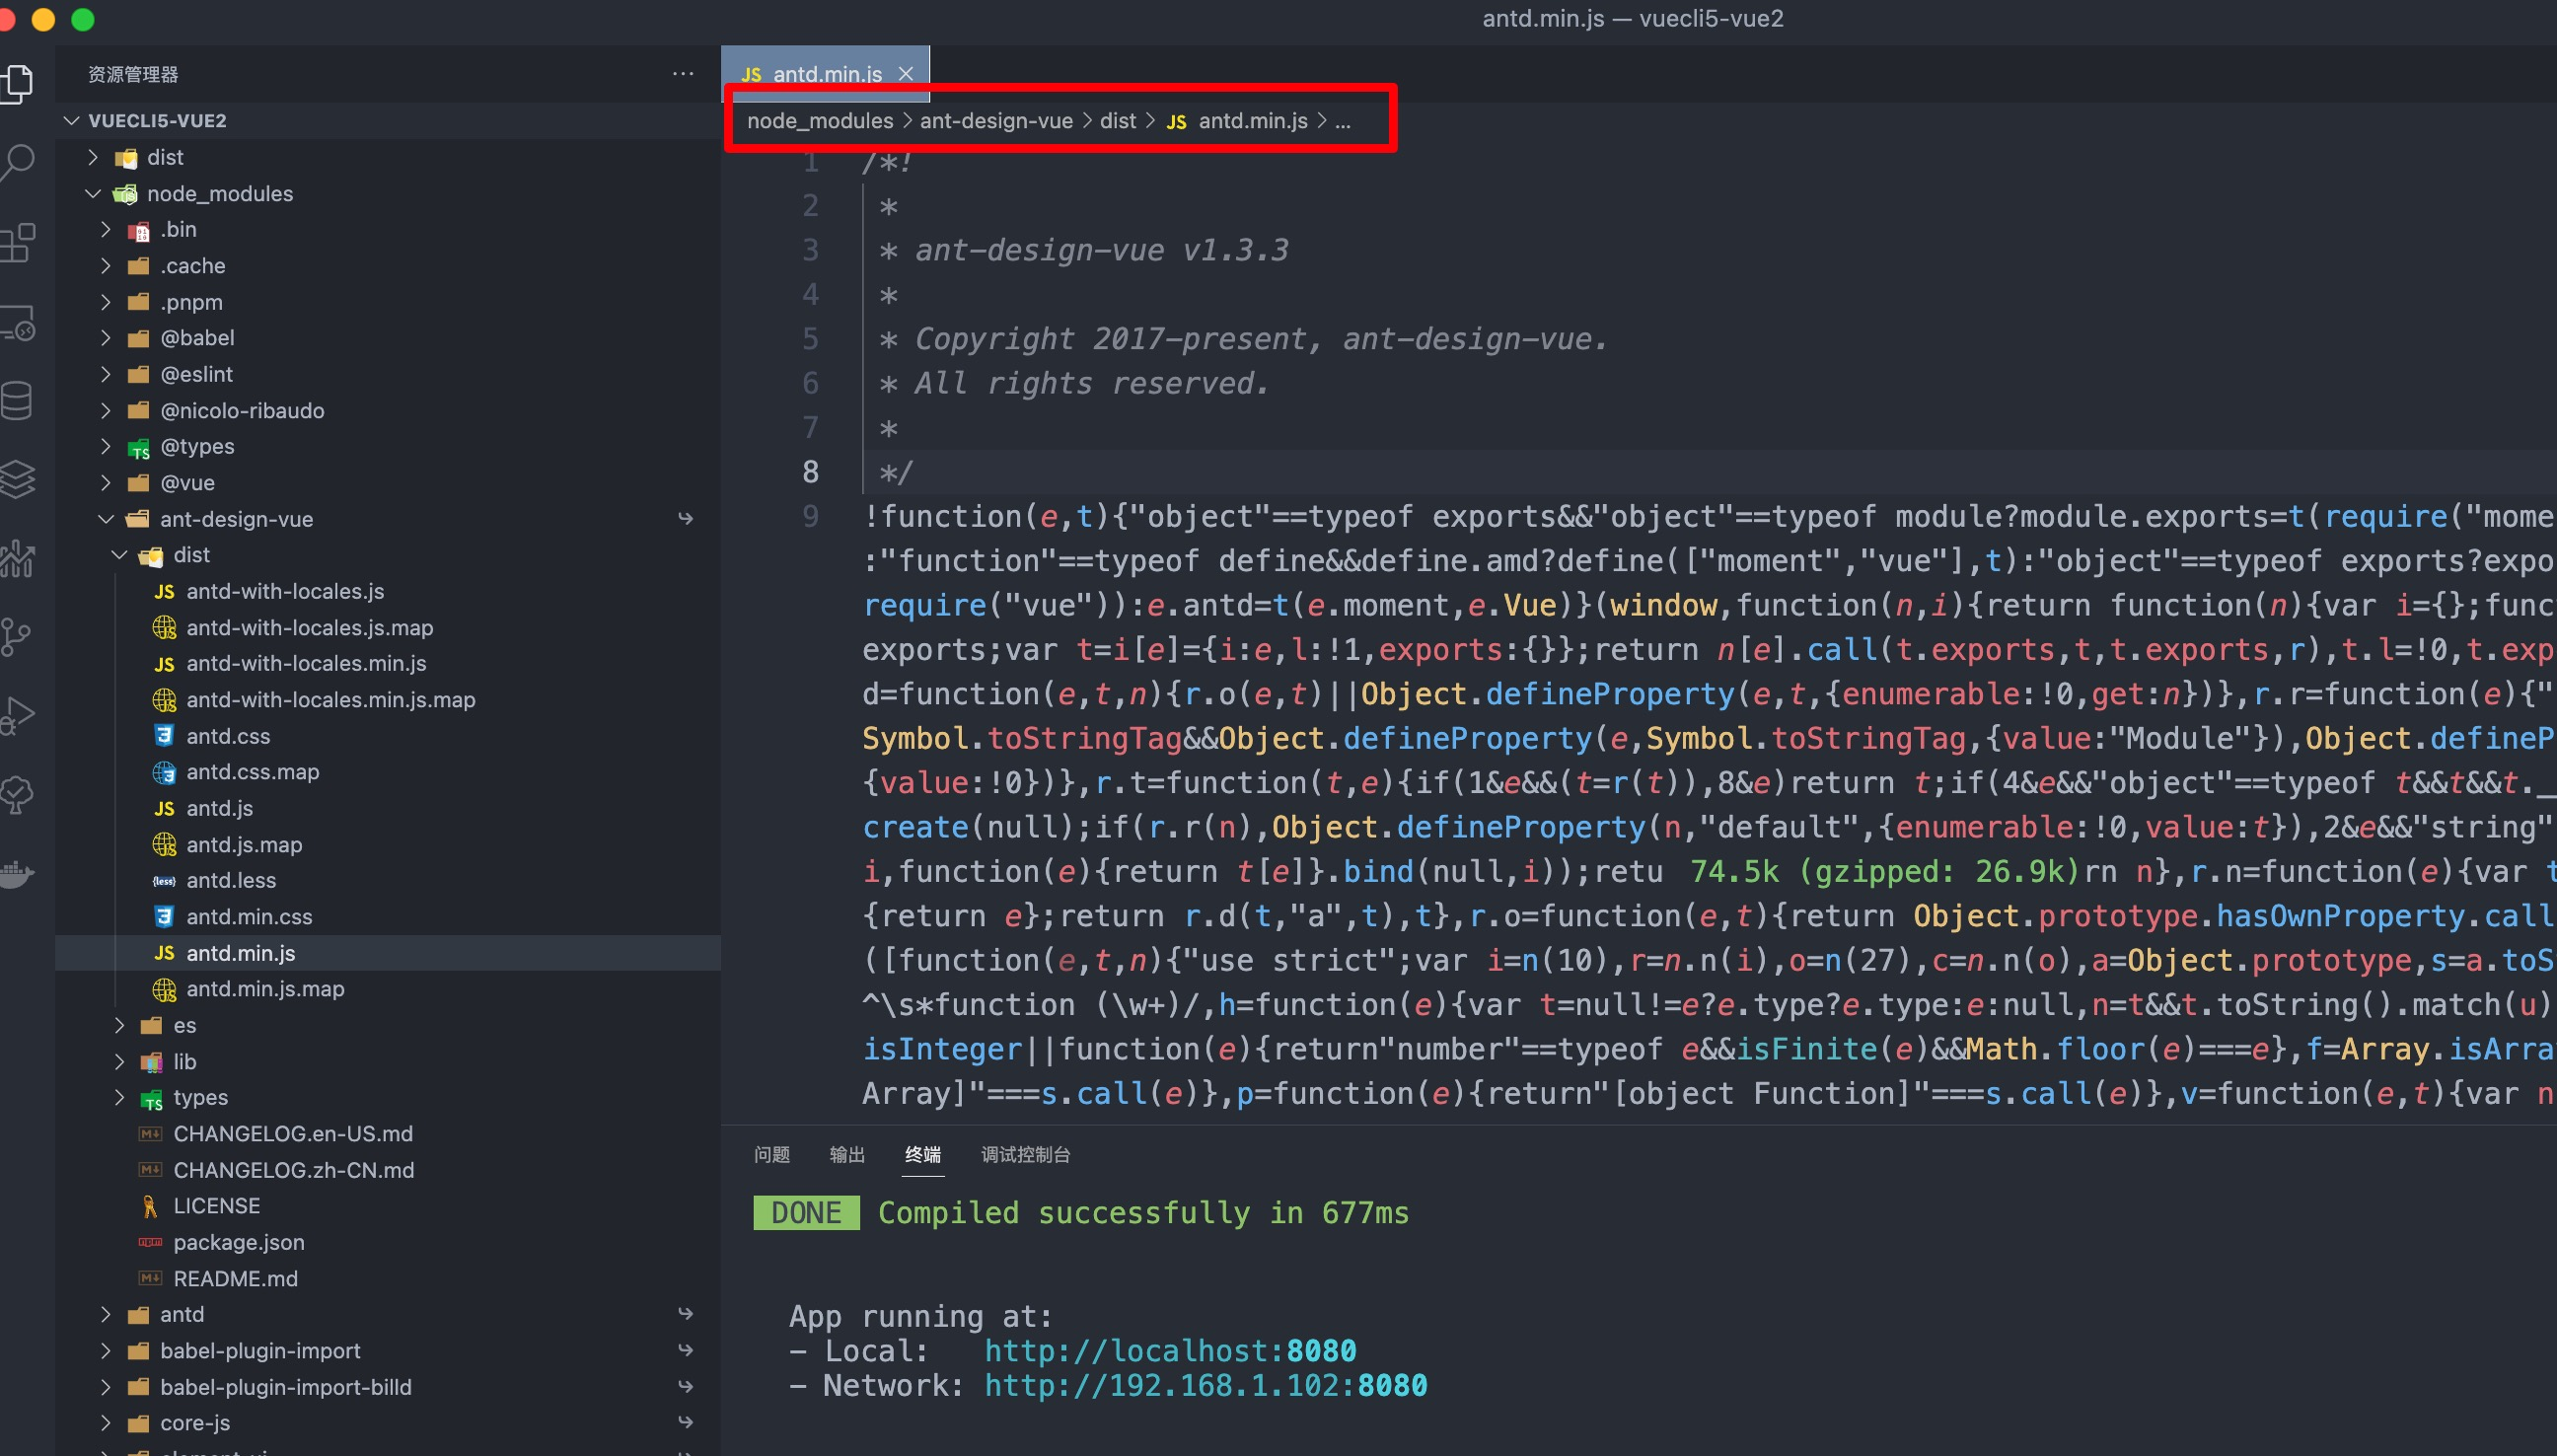 antd.min.js — vuecli5-vue2
资源管理器
VUECLI5-VUE2
dist
node_modules
.bin
.cache
.pnpm
@babel
@eslint
@nicolo-ribaudo
@types
@vue
ant-design-vue
dist
antd-with-locales.js
antd-with-locales.js.map
antd-with-locales.min.js
antd-with-locales.min.js.map
antd.css
antd.css.map
antd.js
antd.js.map
antd.less
antd.min.css
antd.min.js
antd.min.js.map
es
lib
types
CHANGELOG.en-US.md
CHANGELOG.zh-CN.md
LICENSE
package.json
README.md
antd
babel-plugin-import
babel-plugin-import-billd
core-js
JS antd.min.js
node_modules > ant-design-vue > dist > JS antd.min.js > ...
1 /*!
2 *
3 * ant-design-vue v1.3.3
4 *
5 * Copyright 2017-present, ant-design-vue.
6 * All rights reserved.
7 *
8 */
9 !function(e,t){"object"==typeof exports&&"object"==typeof module?module.exports=t(require("mome
:"function"==typeof define&&define.amd?define(["moment","vue"],t):"object"==typeof exports?expo
require("vue")):e.antd=t(e.moment,e.Vue)}(window,function(n,i){return function(n){var i={};func
exports;var t=i[e]={i:e,l:!1,exports:{}};return n[e].call(t.exports,t,t.exports,r),t.l=!0,t.exp
d=function(e,t,n){r.o(e,t)||Object.defineProperty(e,t,{enumerable:!0,get:n})},r.r=function(e){"
Symbol.toStringTag&&Object.defineProperty(e,Symbol.toStringTag,{value:"Module"}),Object.defineP
{value:!0})},r.t=function(t,e){if(1&e&&(t=r(t)),8&e)return t;if(4&e&&"object"==typeof t&&t&&t._
create(null);if(r.r(n),Object.defineProperty(n,"default",{enumerable:!0,value:t}),2&e&&"string"
i,function(e){return t[e]}.bind(null,i));retu 74.5k (gzipped: 26.9k)rn n},r.n=function(e){var t
{return e};return r.d(t,"a",t),t},r.o=function(e,t){return Object.prototype.hasOwnProperty.call
([function(e,t,n){"use strict";var i=n(10),r=n.n(i),o=n(27),c=n.n(o),a=Object.prototype,s=a.toS
^\s*function (\w+)/,h=function(e){var t=null!=e?e.type?e.type:e:null,n=t&&t.toString().match(u)
isInteger||function(e){return"number"==typeof e&&isFinite(e)&&Math.floor(e)===e},f=Array.isArra
Array]"===s.call(e)},p=function(e){return"[object Function]"===s.call(e)},v=function(e,t){var n
问题 输出 终端 调试控制台
DONE Compiled successfully in 677ms
App running at:
- Local: http://localhost:8080
- Network: http://192.168.1.102:8080